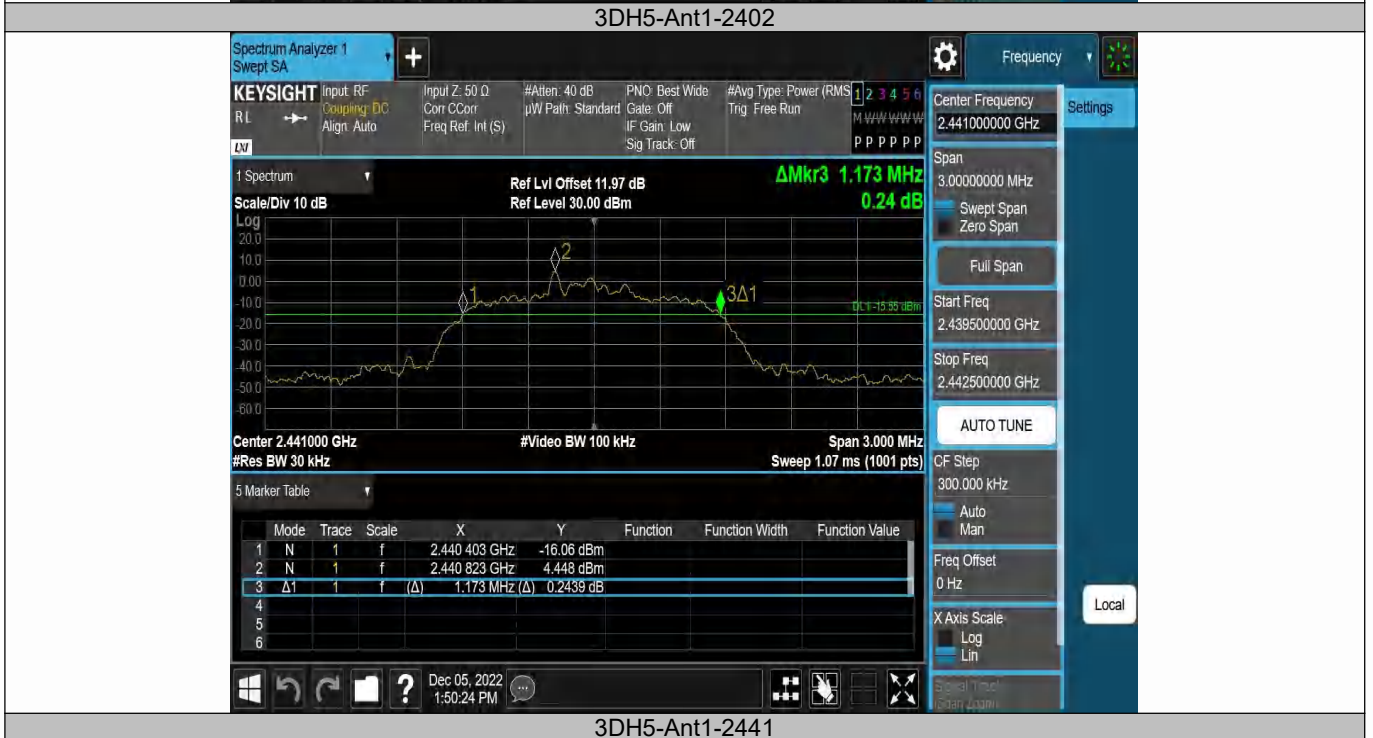 3DH5-Ant1-2402
Spectrum Analyzer 1
Swept SA
+
Frequency
KEYSIGHT
RL
LXI
Input: RF
Coupling: DC
Align: Auto
Input Z: 50 Ω
Corr CCorr
Freq Ref: Int (S)
#Atten: 40 dB
µW Path: Standard
PNO: Best Wide
Gate: Off
IF Gain: Low
Sig Track: Off
#Avg Type: Power (RMS
Trig: Free Run
1 2 3 4 5 6
M W W W W W
P P P P P P
Center Frequency
2.441000000 GHz
Settings
1 Spectrum
Scale/Div 10 dB
Ref Lvl Offset 11.97 dB
Ref Level 30.00 dBm
ΔMkr3 1.173 MHz
0.24 dB
Span
3.00000000 MHz
Swept Span
Zero Span
Full Span
Start Freq
2.439500000 GHz
Stop Freq
2.442500000 GHz
AUTO TUNE
CF Step
300.000 kHz
Auto
Man
Freq Offset
0 Hz
X Axis Scale
Log
Lin
Local
Log
20.0
10.0
0.00
-10.0
-20.0
-30.0
-40.0
-50.0
-60.0
1
2
3Δ1
DL1 -15.55 dBm
Center 2.441000 GHz
#Res BW 30 kHz
#Video BW 100 kHz
Span 3.000 MHz
Sweep 1.07 ms (1001 pts)
5 Marker Table
Mode Trace Scale X Y Function Function Width Function Value
1 N 1 f 2.440 403 GHz -16.06 dBm
2 N 1 f 2.440 823 GHz 4.448 dBm
3 Δ1 1 f (Δ) 1.173 MHz (Δ) 0.2439 dB
4
5
6
?
Dec 05, 2022
1:50:24 PM
3DH5-Ant1-2441